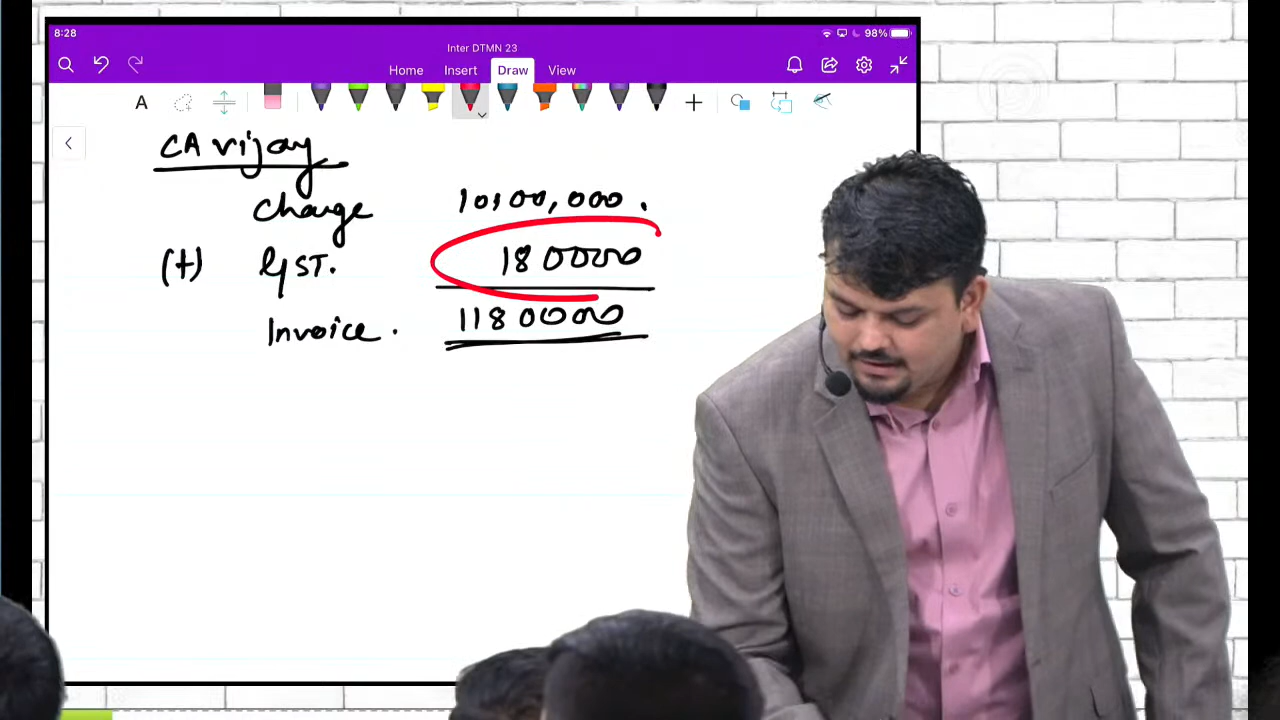 8:28
98%
Inter DTMN 23
Home Insert Draw View
A
CA vijay
Charge 10,00,000.
(+) GST. 180000
Invoice. 1180000